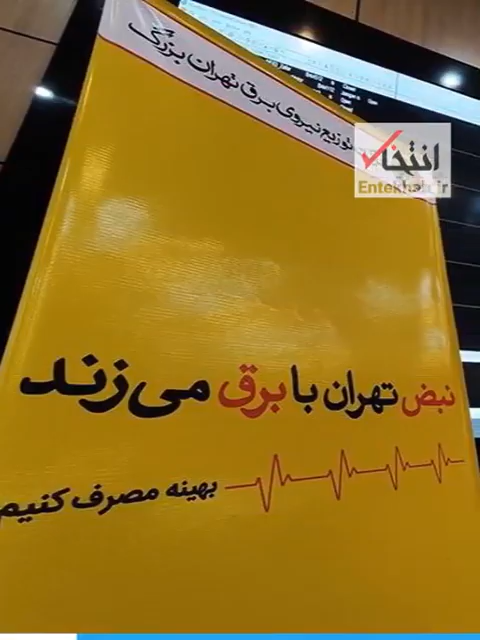 توزیع نیروی برق تهران بزرگ
انتخاب
Entekhab.ir
نبض تهران با برق می زند
بهینه مصرف کنیم